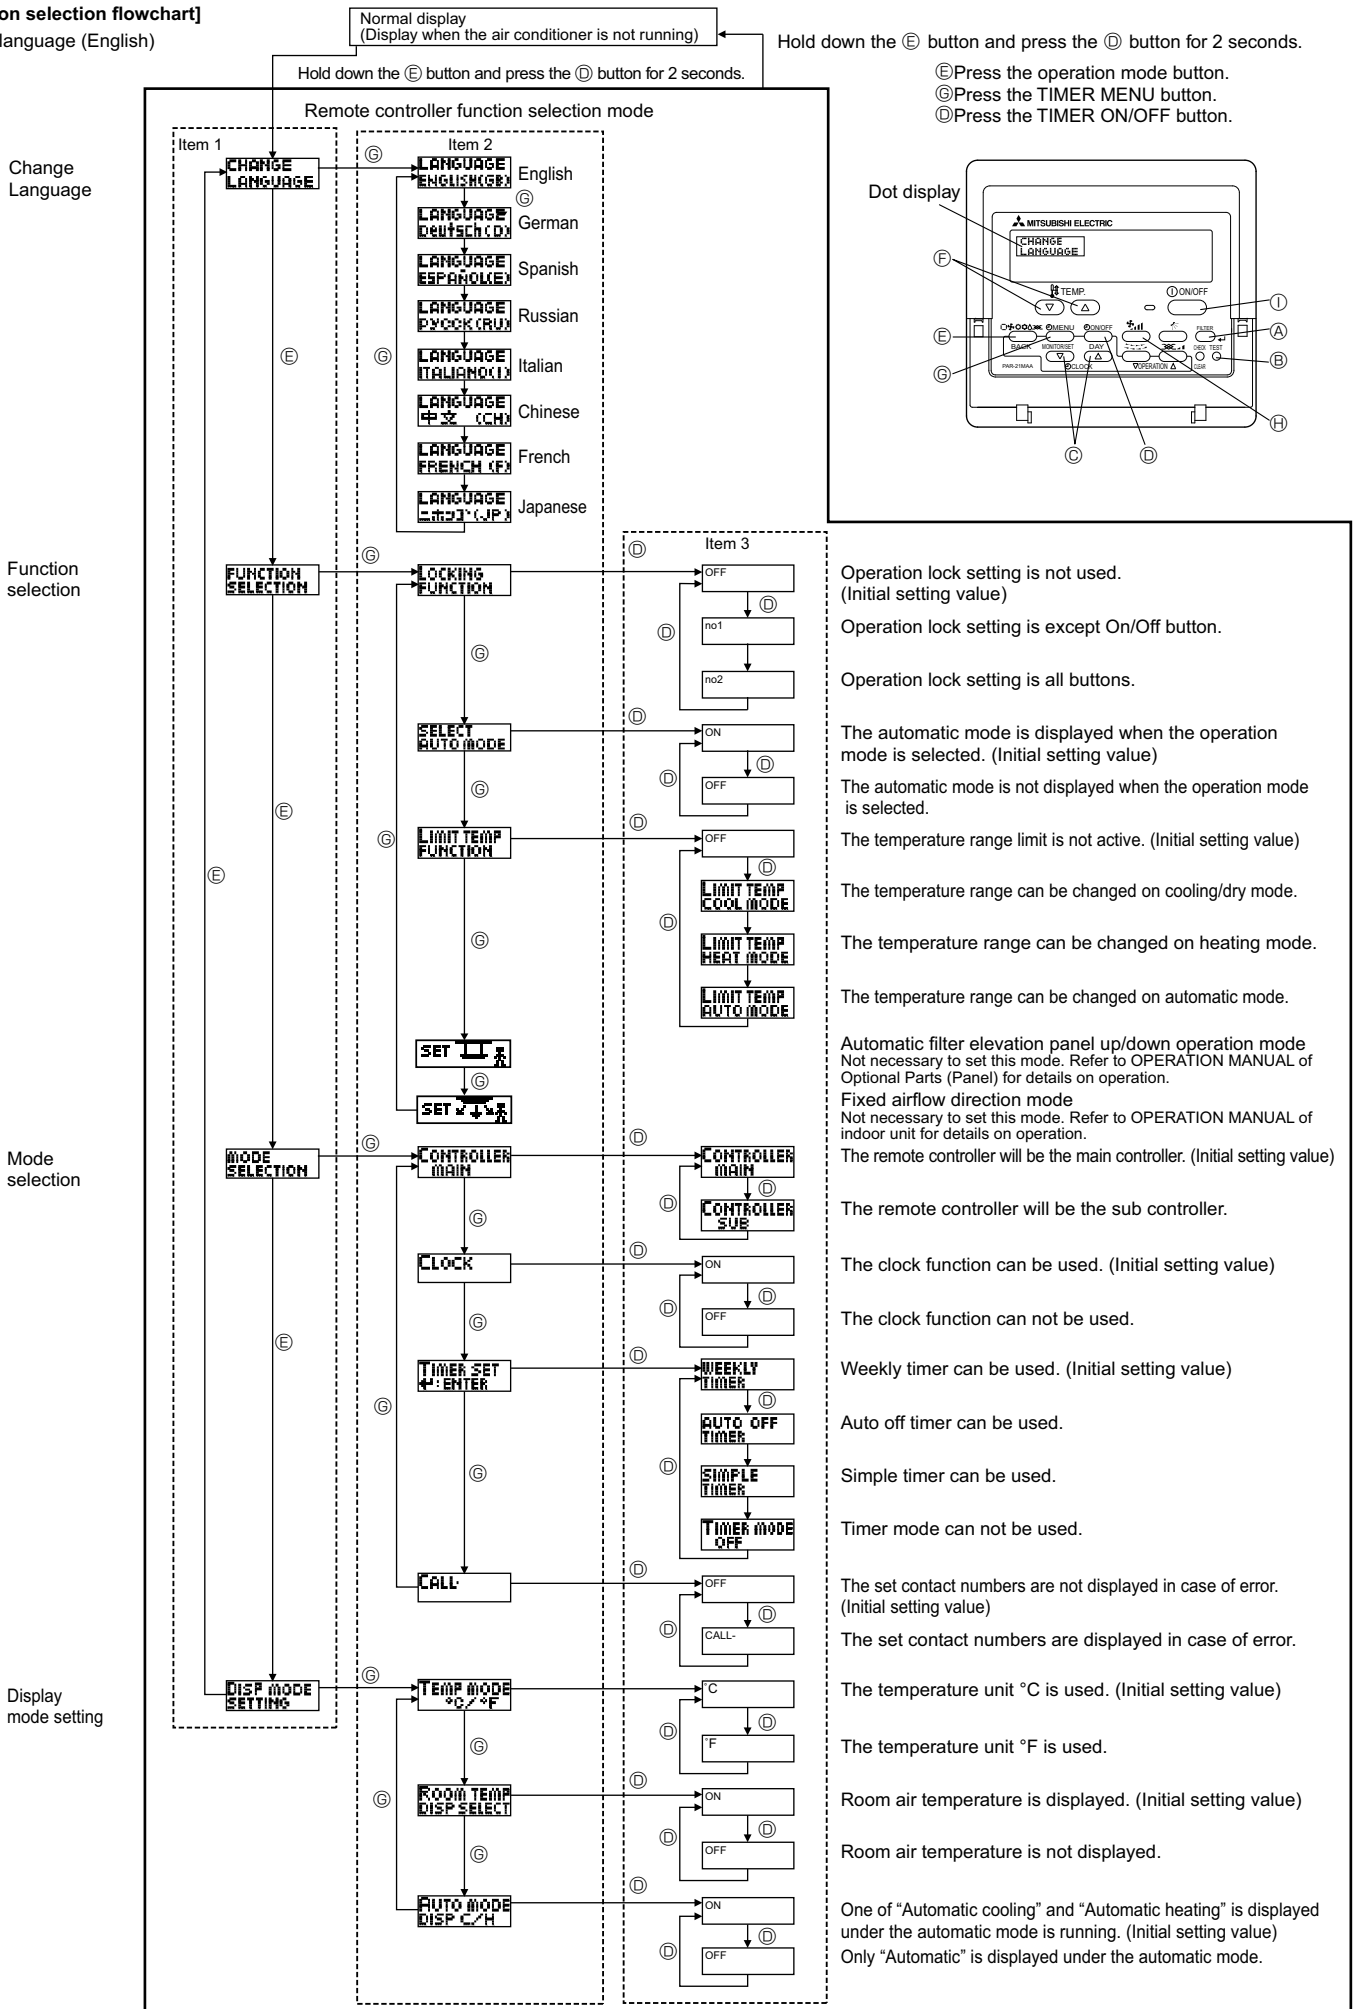 on selection flowchart]
language (English)
Normal display
(Display when the air conditioner is not running)
Hold down the Ⓔ button and press the Ⓓ button for 2 seconds.
Hold down the Ⓔ button and press the Ⓓ button for 2 seconds.
ⒺPress the operation mode button.
ⒼPress the TIMER MENU button.
ⒹPress the TIMER ON/OFF button.
Remote controller function selection mode
Item 1
Item 2
Change
Language
CHANGE
LANGUAGE
Ⓖ
LANGUAGE
ENGLISH(GB)
English
Ⓖ
LANGUAGE
Deutsch(D)
German
LANGUAGE
ESPAÑOL(E)
Spanish
LANGUAGE
РУССК(RU)
Russian
Ⓔ
Ⓖ
LANGUAGE
ITALIANO(I)
Italian
LANGUAGE
中文 (CH)
Chinese
LANGUAGE
FRENCH (F)
French
LANGUAGE
ニホンゴ(JP)
Japanese
Dot display
MITSUBISHI ELECTRIC
CHANGE
LANGUAGE
Ⓕ
TEMP.
ON/OFF
Ⓘ
MENU
ON/OFF
FILTER
Ⓐ
Ⓔ
BACK
MONITOR/SET
DAY
CHECK
TEST
Ⓑ
PAR-21MAA
CLOCK
▽OPERATION △
CLEAR
Ⓖ
Ⓗ
Ⓒ
Ⓓ
Item 3
Function
selection
FUNCTION
SELECTION
Ⓖ
LOCKING
FUNCTION
Ⓓ
OFF
Operation lock setting is not used.
(Initial setting value)
Ⓓ
Ⓓ
no1
Operation lock setting is except On/Off button.
Ⓖ
no2
Operation lock setting is all buttons.
SELECT
AUTO MODE
Ⓓ
ON
The automatic mode is displayed when the operation
mode is selected. (Initial setting value)
Ⓓ
Ⓓ
Ⓖ
OFF
The automatic mode is not displayed when the operation mode
is selected.
Ⓔ
Ⓖ
LIMIT TEMP
FUNCTION
Ⓓ
OFF
The temperature range limit is not active. (Initial setting value)
Ⓔ
Ⓓ
LIMIT TEMP
COOL MODE
The temperature range can be changed on cooling/dry mode.
Ⓓ
Ⓖ
LIMIT TEMP
HEAT MODE
The temperature range can be changed on heating mode.
LIMIT TEMP
AUTO MODE
The temperature range can be changed on automatic mode.
SET
Automatic filter elevation panel up/down operation mode
Not necessary to set this mode. Refer to OPERATION MANUAL of
Optional Parts (Panel) for details on operation.
Ⓖ
SET
Fixed airflow direction mode
Not necessary to set this mode. Refer to OPERATION MANUAL of
indoor unit for details on operation.
Mode
selection
MODE
SELECTION
Ⓖ
CONTROLLER
MAIN
Ⓓ
CONTROLLER
MAIN
The remote controller will be the main controller. (Initial setting value)
Ⓓ
Ⓓ
Ⓖ
CONTROLLER
SUB
The remote controller will be the sub controller.
CLOCK
Ⓓ
ON
The clock function can be used. (Initial setting value)
Ⓓ
Ⓓ
Ⓖ
OFF
The clock function can not be used.
Ⓔ
TIMER SET
↵:ENTER
Ⓓ
WEEKLY
TIMER
Weekly timer can be used. (Initial setting value)
Ⓓ
Ⓖ
AUTO OFF
TIMER
Auto off timer can be used.
Ⓖ
Ⓓ
SIMPLE
TIMER
Simple timer can be used.
TIMER MODE
OFF
Timer mode can not be used.
CALL-
Ⓓ
OFF
The set contact numbers are not displayed in case of error.
(Initial setting value)
Ⓓ
Ⓓ
CALL-
The set contact numbers are displayed in case of error.
Display
mode setting
DISP MODE
SETTING
Ⓖ
TEMP MODE
°C/°F
°C
The temperature unit °C is used. (Initial setting value)
Ⓓ
Ⓓ
Ⓖ
°F
The temperature unit °F is used.
Ⓖ
ROOM TEMP
DISP SELECT
Ⓓ
ON
Room air temperature is displayed. (Initial setting value)
Ⓓ
Ⓓ
Ⓖ
OFF
Room air temperature is not displayed.
AUTO MODE
DISP C/H
Ⓓ
ON
One of “Automatic cooling” and “Automatic heating” is displayed
under the automatic mode is running. (Initial setting value)
Ⓓ
Ⓓ
OFF
Only “Automatic” is displayed under the automatic mode.